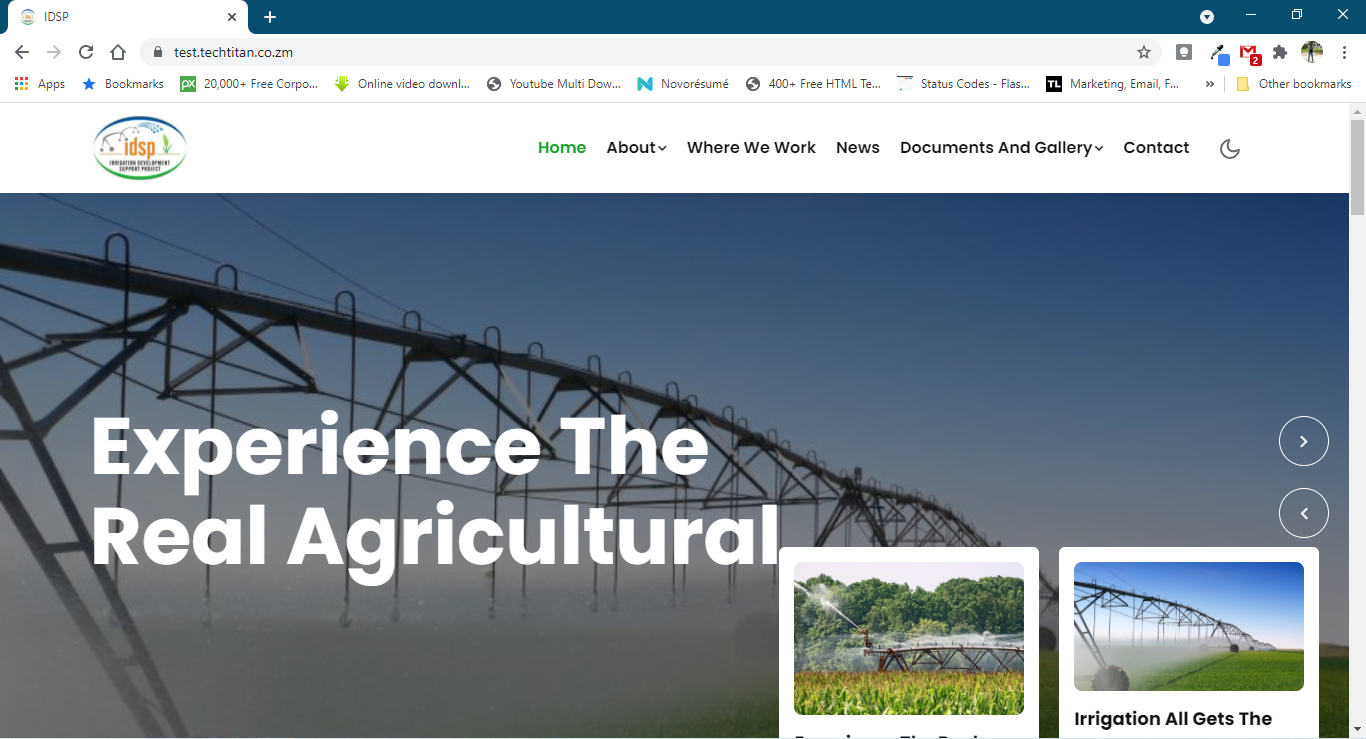 IDSP
test.techtitan.co.zm
2
Apps
Bookmarks
20,000+ Free Corpo...
Online video downl...
Youtube Multi Dow...
Novorésumé
400+ Free HTML Te...
Status Codes - Flas...
TL
Marketing, Email, F...
Other bookmarks
idsp
IRRIGATION DEVELOPMENT
SUPPORT PROJECT
Home
About
Where We Work
News
Documents And Gallery
Contact
Experience The
Real Agricultural
Irrigation All Gets The